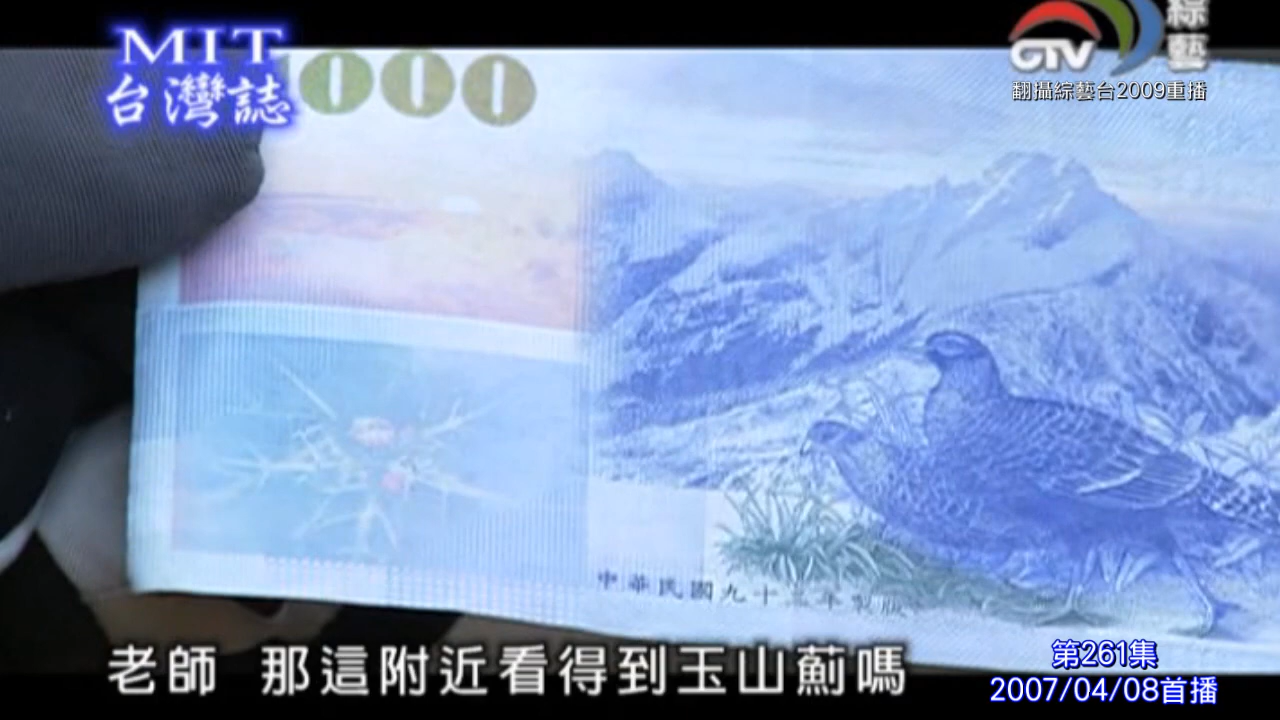 MIT
台灣誌
000
CTV
綜藝
翻攝綜藝台2009重播
中華民國九十三年製版
老師 那這附近看得到玉山薊嗎
第261集
2007/04/08首播